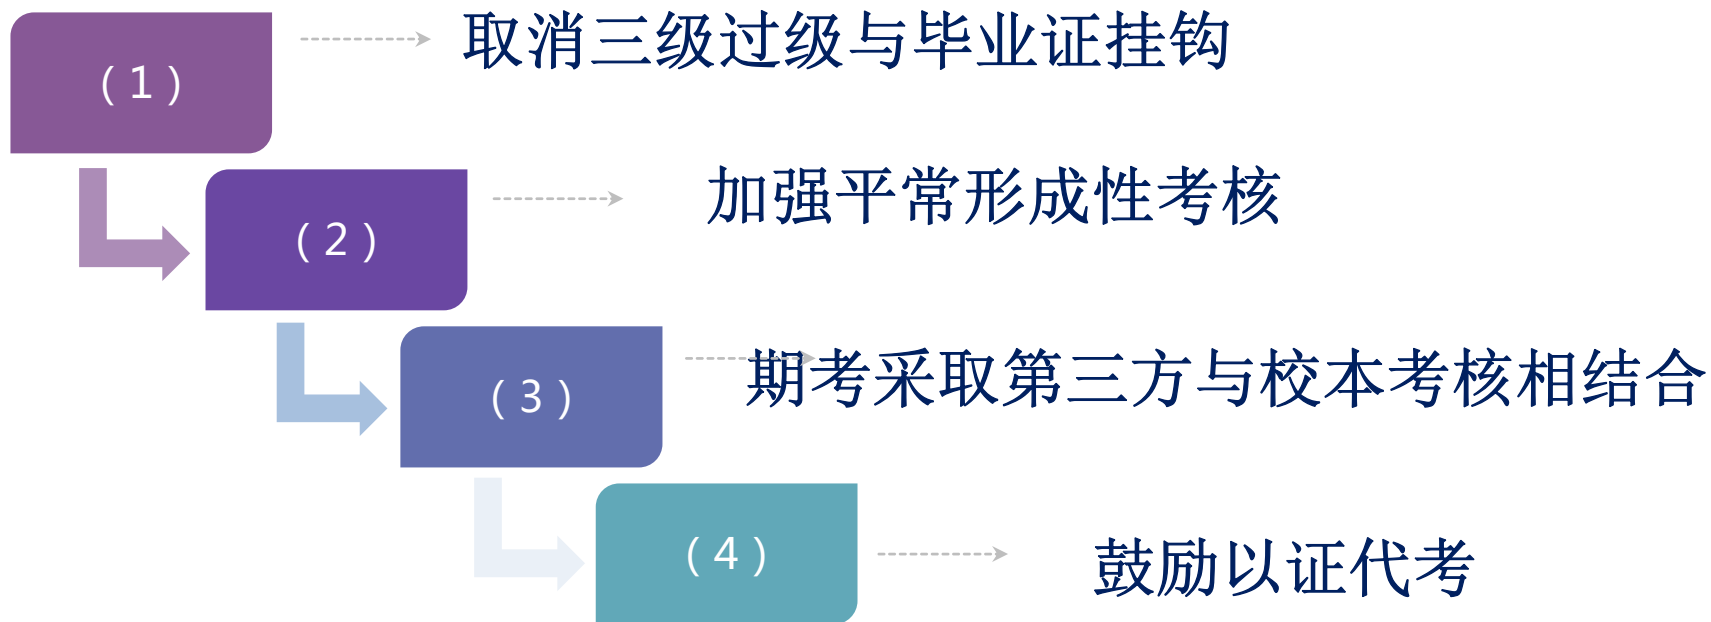 （1）
取消三级过级与毕业证挂钩
（2）
加强平常形成性考核
（3）
期考采取第三方与校本考核相结合
（4）
鼓励以证代考